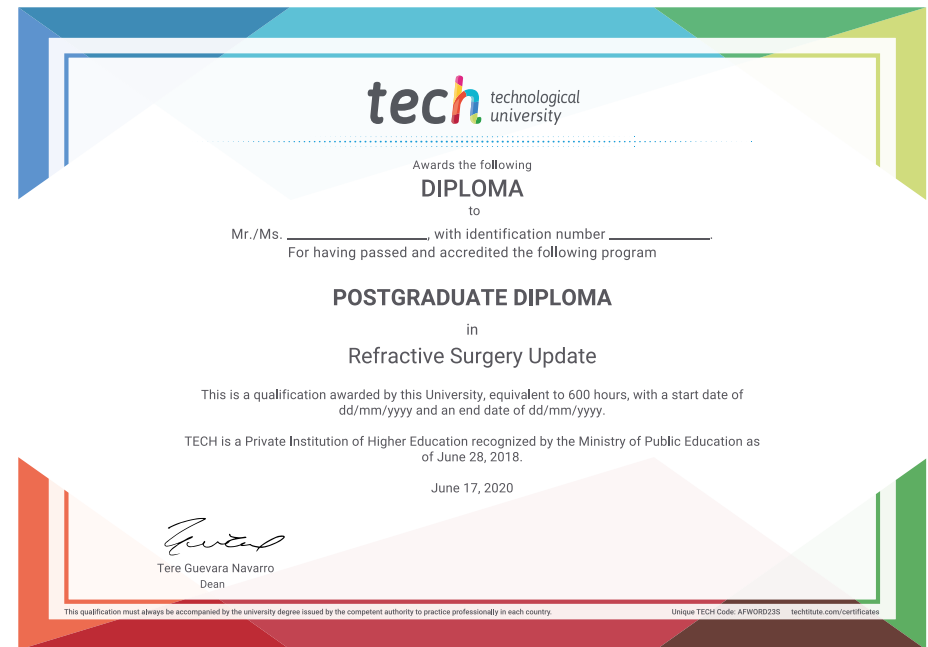 tech technological
university
Awards the following
DIPLOMA
to
Mr./Ms. ____________________, with identification number ______________.
For having passed and accredited the following program
POSTGRADUATE DIPLOMA
in
Refractive Surgery Update
This is a qualification awarded by this University, equivalent to 600 hours, with a start date of
dd/mm/yyyy and an end date of dd/mm/yyyy.
TECH is a Private Institution of Higher Education recognized by the Ministry of Public Education as
of June 28, 2018.
June 17, 2020
Tere Guevara Navarro
Dean
This qualification must always be accompanied by the university degree issued by the competent authority to practice professionally in each country.
Unique TECH Code: AFWORD23S techtitute.com/certificates